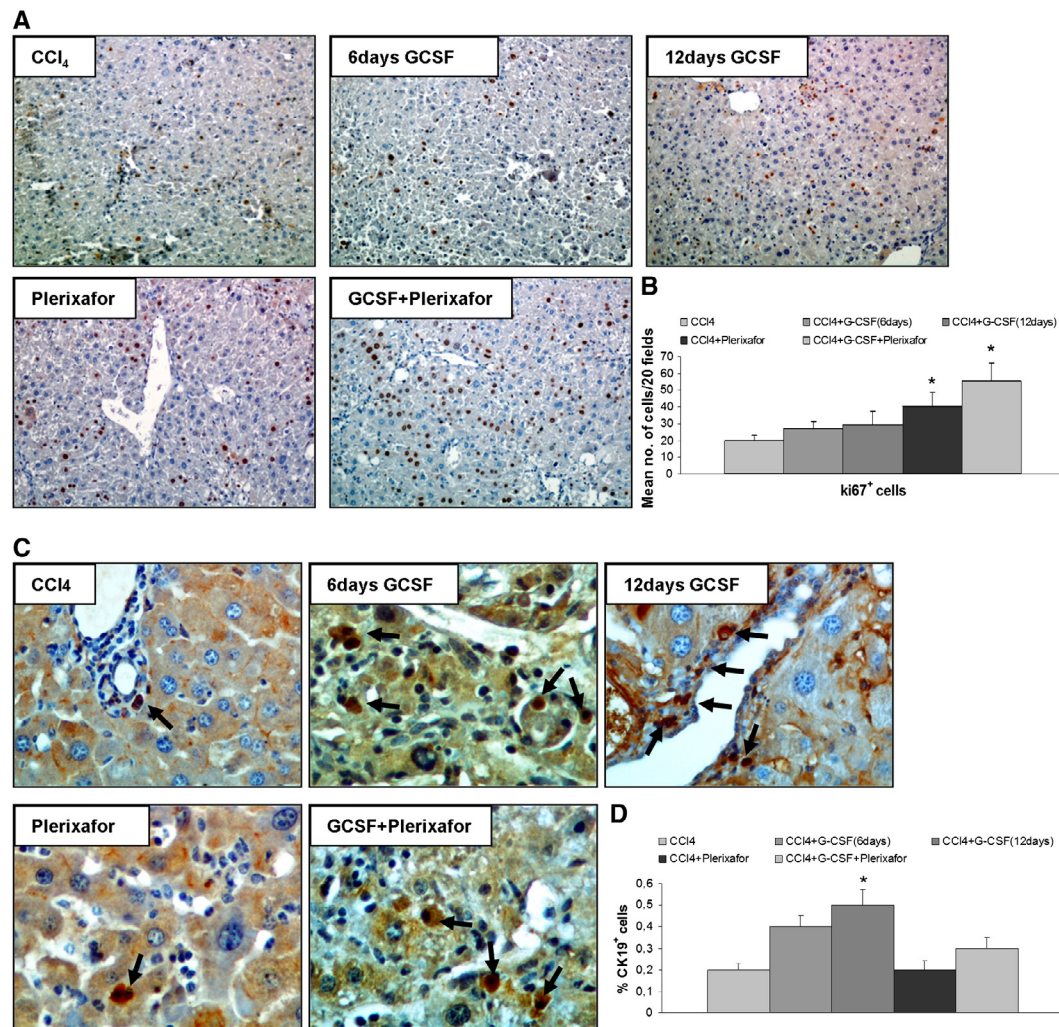 A
CCl4
6days GCSF
12days GCSF
Plerixafor
GCSF+Plerixafor
B
CCl4
CCl4+G-CSF(6days)
CCl4+G-CSF(12days)
CCl4+Plerixafor
CCl4+G-CSF+Plerixafor
Mean no. of cells/20 fields
70
60
50
40
30
20
10
0
*
*
ki67+ cells
C
CCl4
6days GCSF
12days GCSF
Plerixafor
GCSF+Plerixafor
D
CCl4
CCl4+G-CSF(6days)
CCl4+G-CSF(12days)
CCl4+Plerixafor
CCl4+G-CSF+Plerixafor
% CK19+ cells
0,6
0,5
0,4
0,3
0,2
0,1
0
*